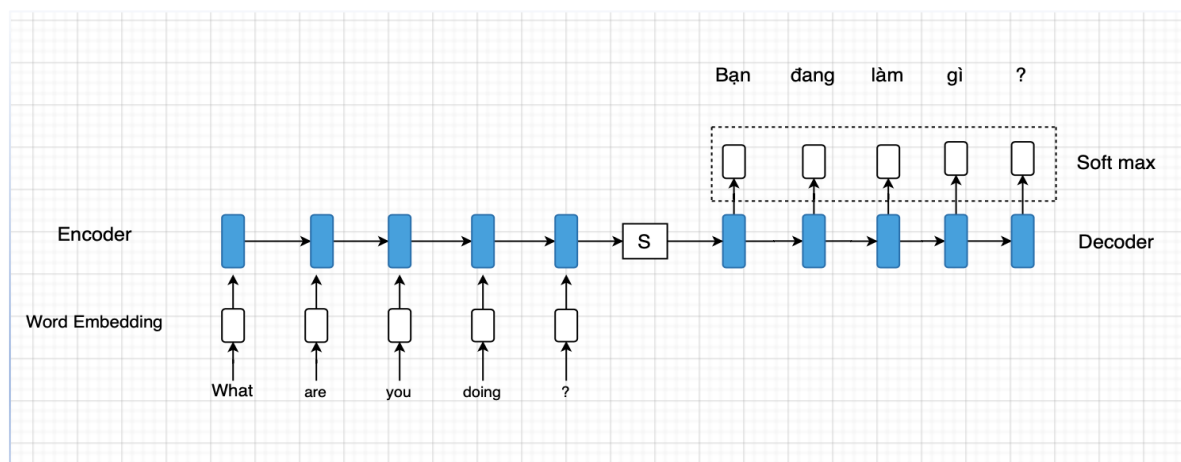 Bạn đang làm gì ?
Soft max
Encoder
S
Decoder
Word Embedding
What are you doing ?